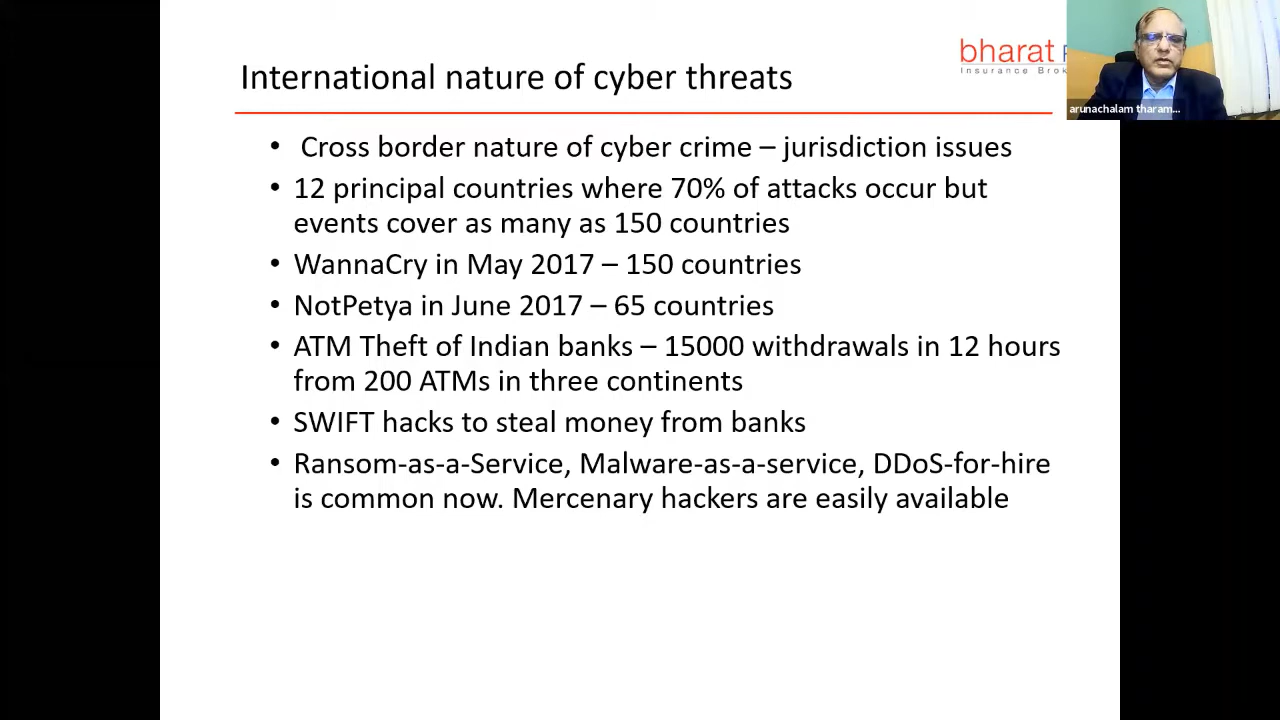 International nature of cyber threats
bharat
Insurance Brok
arunachalam tharam...
• Cross border nature of cyber crime – jurisdiction issues
• 12 principal countries where 70% of attacks occur but
events cover as many as 150 countries
• WannaCry in May 2017 – 150 countries
• NotPetya in June 2017 – 65 countries
• ATM Theft of Indian banks – 15000 withdrawals in 12 hours
from 200 ATMs in three continents
• SWIFT hacks to steal money from banks
• Ransom-as-a-Service, Malware-as-a-service, DDoS-for-hire
is common now. Mercenary hackers are easily available